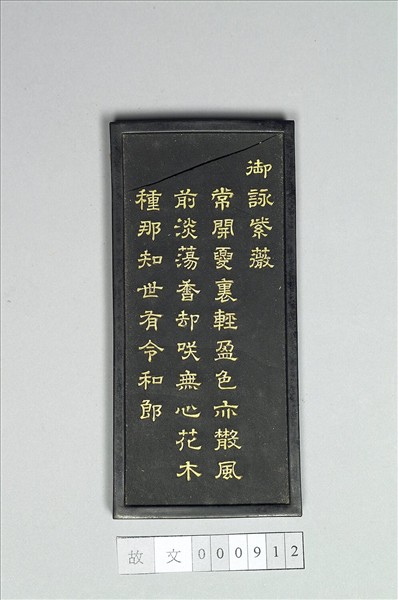 御詠紫薇
常開夏裏輕盈色亦散風
前淡蕩香却咲無心花木
種那知世有令和郎
故文000912